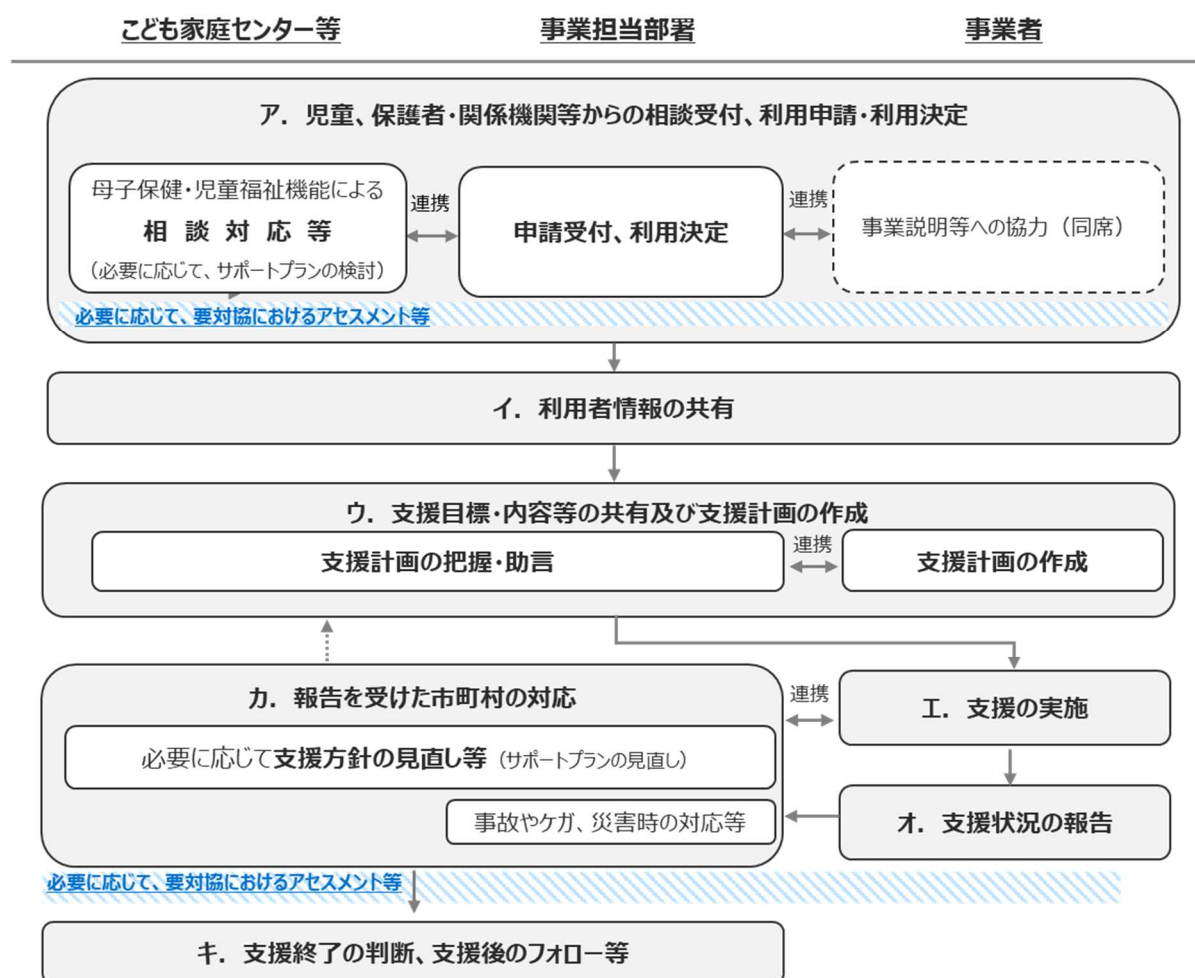 こども家庭センター等
事業担当部署
事業者
ア．児童、保護者・関係機関等からの相談受付、利用申請・利用決定
母子保健・児童福祉機能による
相 談 対 応 等
（必要に応じて、サポートプランの検討）
連携
申請受付、利用決定
連携
事業説明等への協力（同席）
必要に応じて、要対協におけるアセスメント等
イ．利用者情報の共有
ウ．支援目標・内容等の共有及び支援計画の作成
支援計画の把握・助言
連携
支援計画の作成
カ．報告を受けた市町村の対応
連携
エ．支援の実施
必要に応じて支援方針の見直し等（サポートプランの見直し）
事故やケガ、災害時の対応等
オ．支援状況の報告
必要に応じて、要対協におけるアセスメント等
キ．支援終了の判断、支援後のフォロー等